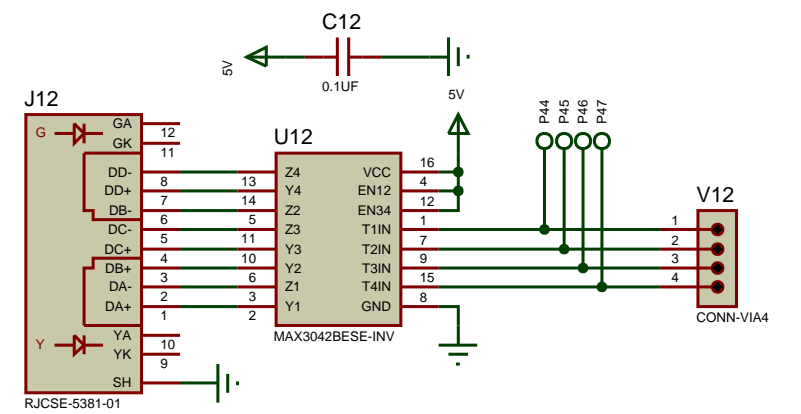 C12
5V
0.1UF
5V
P44 P45 P46 P47
J12
U12
V12
G
GA
12
GK
11
DD-
8
DD+
7
DB-
6
DC-
5
DC+
4
DB+
3
DA-
2
DA+
1
Y
YA
10
YK
9
SH
RJCSE-5381-01
13 Z4 VCC 16
14 Y4 EN12 4
5 Z2 EN34 12
11 Z3 T1IN 1
10 Y3 T2IN 7
6 Y2 T3IN 9
3 Z1 T4IN 15
2 Y1 GND 8
MAX3042BESE-INV
1
2
3
4
CONN-VIA4